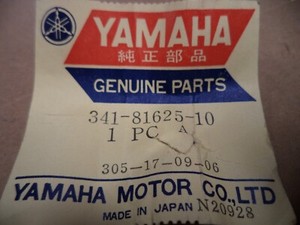 YAMAHA
純正部品
GENUINE PARTS
341-81625-10
1 PC A
305-17-09-06
YAMAHA MOTOR CO.,LTD
MADE IN JAPAN N20928